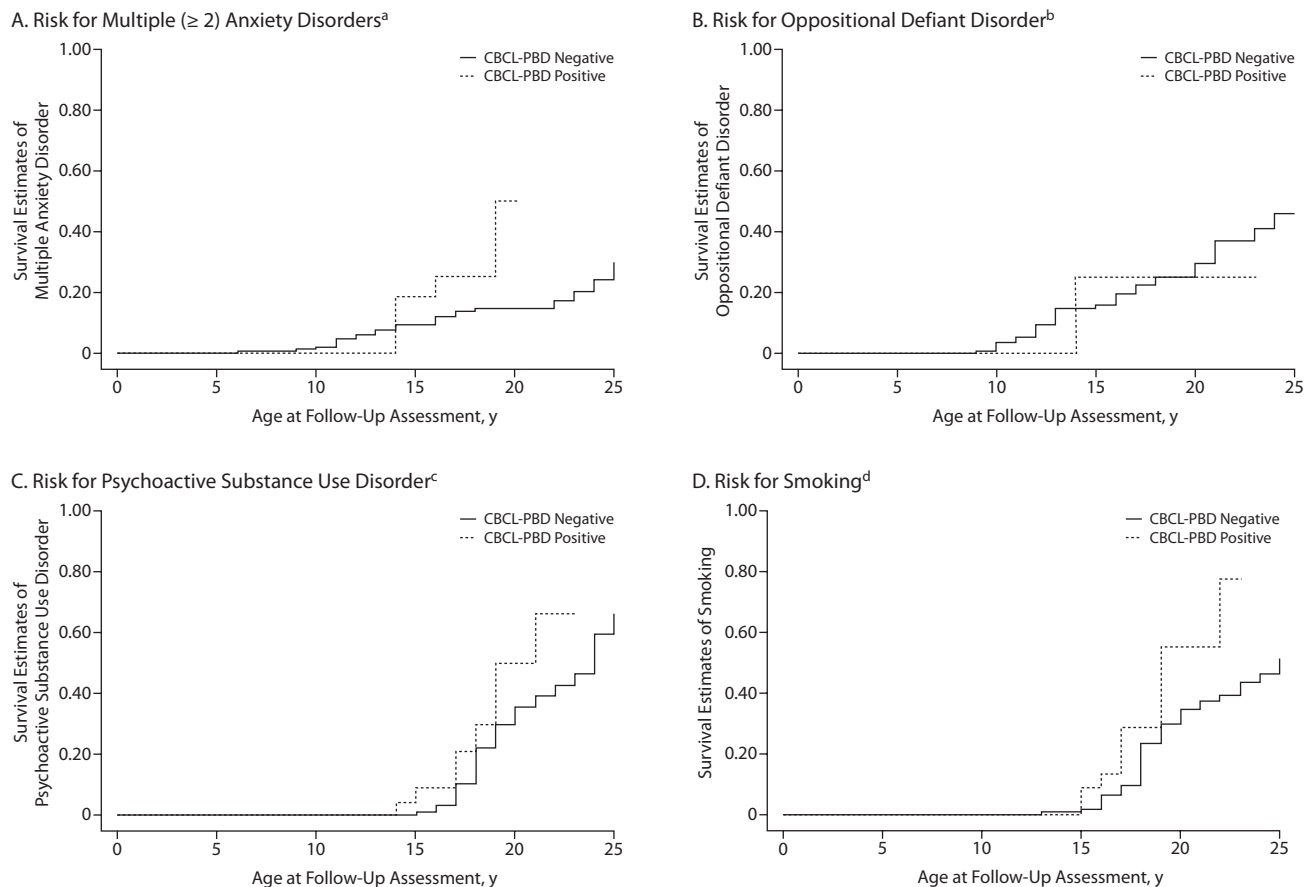 A. Risk for Multiple (≥ 2) Anxiety Disordersᵃ
Survival Estimates of
Multiple Anxiety Disorder
1.00
0.80
0.60
0.40
0.20
0
CBCL-PBD Negative
CBCL-PBD Positive
0 5 10 15 20 25
Age at Follow-Up Assessment, y
B. Risk for Oppositional Defiant Disorderᵇ
Survival Estimates of
Oppositional Defiant Disorder
1.00
0.80
0.60
0.40
0.20
0
CBCL-PBD Negative
CBCL-PBD Positive
0 5 10 15 20 25
Age at Follow-Up Assessment, y
C. Risk for Psychoactive Substance Use Disorderᶜ
Survival Estimates of
Psychoactive Substance Use Disorder
1.00
0.80
0.60
0.40
0.20
0
CBCL-PBD Negative
CBCL-PBD Positive
0 5 10 15 20 25
Age at Follow-Up Assessment, y
D. Risk for Smokingᵈ
Survival Estimates of Smoking
1.00
0.80
0.60
0.40
0.20
0
CBCL-PBD Negative
CBCL-PBD Positive
0 5 10 15 20 25
Age at Follow-Up Assessment, y